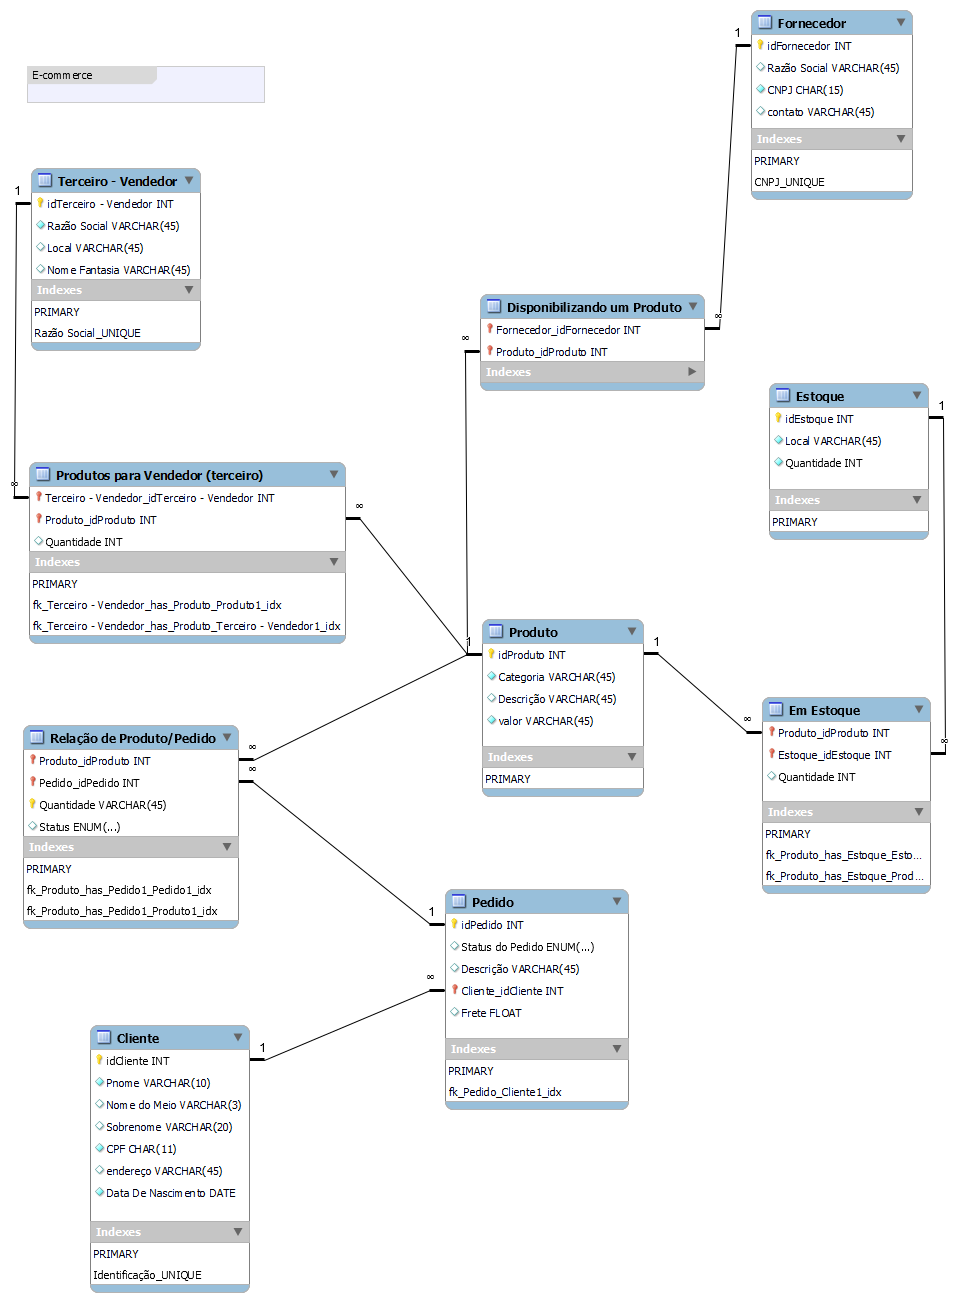 E-commerce
Fornecedor
idFornecedor INT
Razão Social VARCHAR(45)
CNPJ CHAR(15)
contato VARCHAR(45)
Indexes
PRIMARY
CNPJ_UNIQUE
1
∞
Terceiro - Vendedor
idTerceiro - Vendedor INT
Razão Social VARCHAR(45)
Local VARCHAR(45)
Nome Fantasia VARCHAR(45)
Indexes
PRIMARY
Razão Social_UNIQUE
1
∞
Disponibilizando um Produto
Fornecedor_idFornecedor INT
Produto_idProduto INT
Indexes
∞
Estoque
idEstoque INT
Local VARCHAR(45)
Quantidade INT
Indexes
PRIMARY
1
∞
Produtos para Vendedor (terceiro)
Terceiro - Vendedor_idTerceiro - Vendedor INT
Produto_idProduto INT
Quantidade INT
Indexes
PRIMARY
fk_Terceiro - Vendedor_has_Produto_Produto1_idx
fk_Terceiro - Vendedor_has_Produto_Terceiro - Vendedor1_idx
∞
1
Produto
idProduto INT
Categoria VARCHAR(45)
Descrição VARCHAR(45)
valor VARCHAR(45)
Indexes
PRIMARY
1
∞
Em Estoque
Produto_idProduto INT
Estoque_idEstoque INT
Quantidade INT
Indexes
PRIMARY
fk_Produto_has_Estoque_Esto...
fk_Produto_has_Estoque_Prod...
Relação de Produto/Pedido
Produto_idProduto INT
Pedido_idPedido INT
Quantidade VARCHAR(45)
Status ENUM(...)
Indexes
PRIMARY
fk_Produto_has_Pedido1_Pedido1_idx
fk_Produto_has_Pedido1_Produto1_idx
∞
∞
1
Pedido
idPedido INT
Status do Pedido ENUM(...)
Descrição VARCHAR(45)
Cliente_idCliente INT
Frete FLOAT
Indexes
PRIMARY
fk_Pedido_Cliente1_idx
∞
1
Cliente
idCliente INT
Pnome VARCHAR(10)
Nome do Meio VARCHAR(3)
Sobrenome VARCHAR(20)
CPF CHAR(11)
endereço VARCHAR(45)
Data De Nascimento DATE
Indexes
PRIMARY
Identificação_UNIQUE